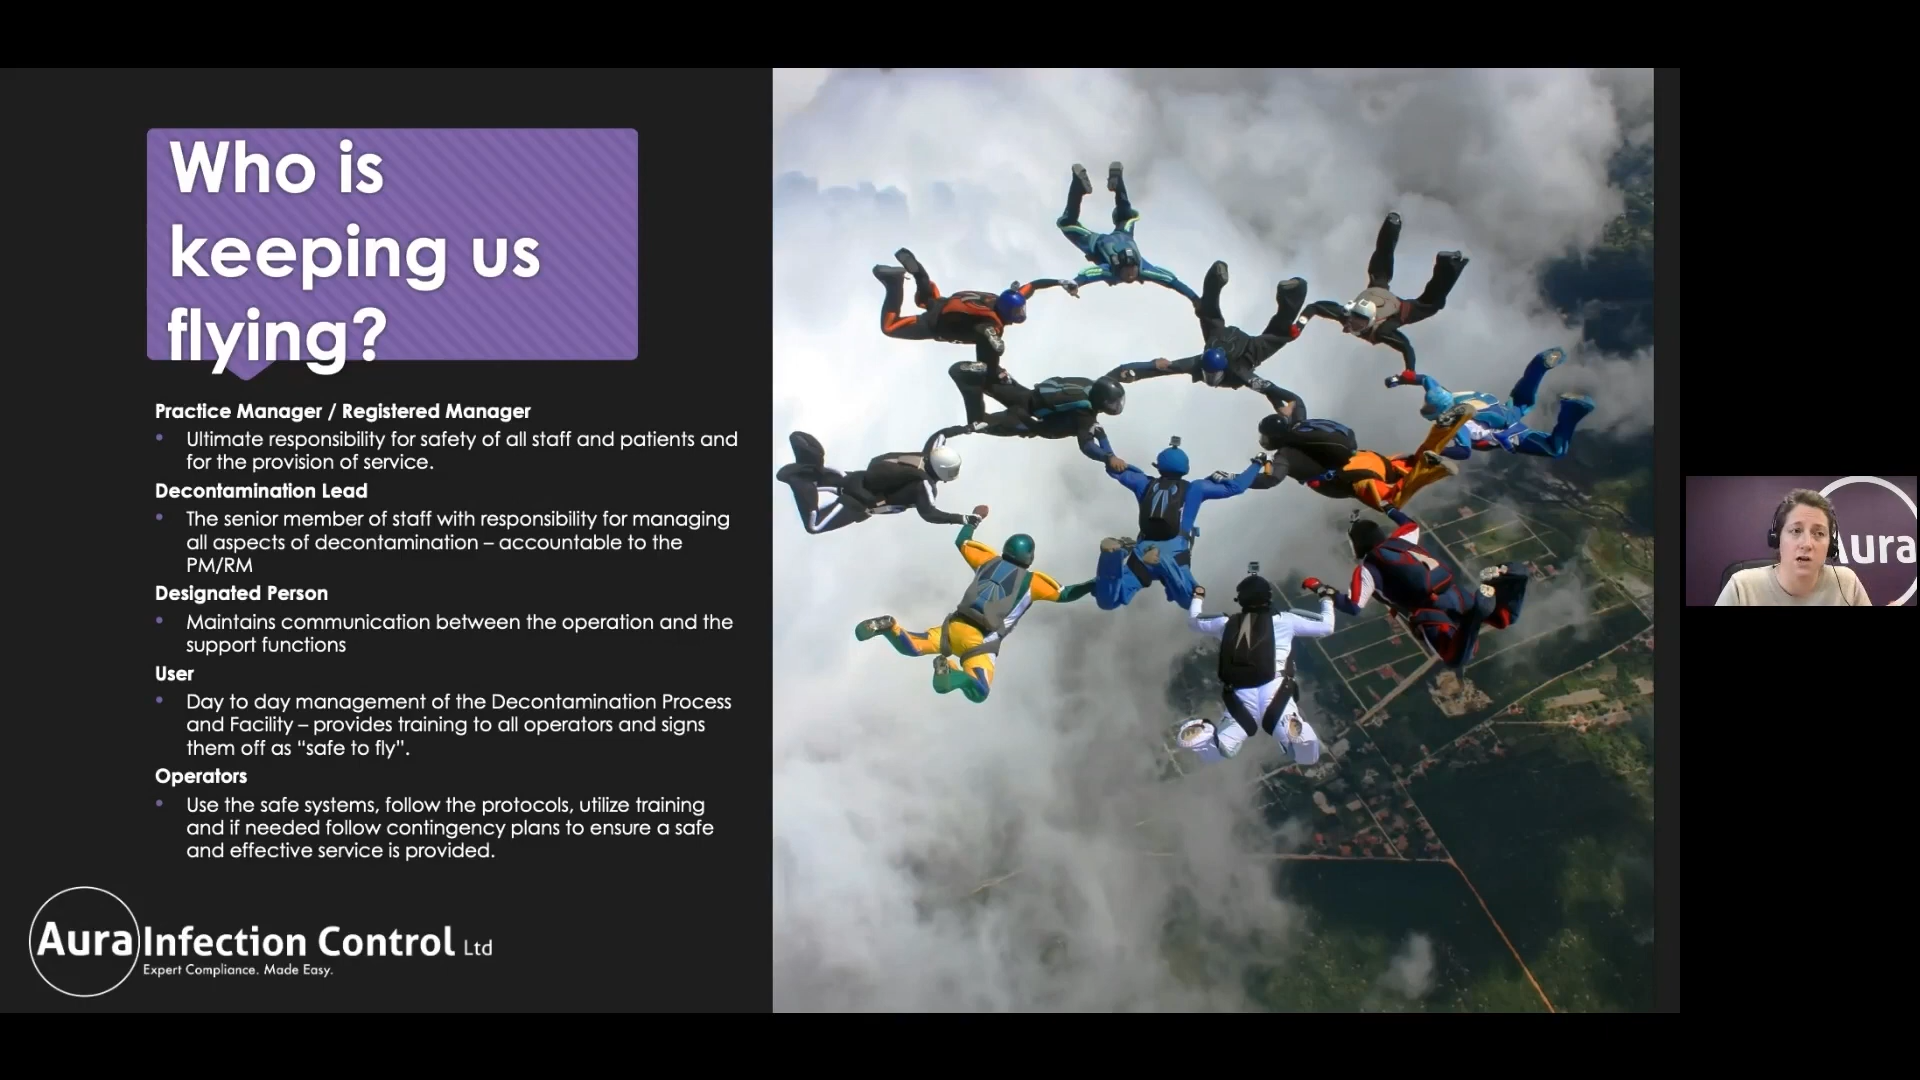 Who is
keeping us
flying?
Practice Manager / Registered Manager
• Ultimate responsibility for safety of all staff and patients and
for the provision of service.
Decontamination Lead
• The senior member of staff with responsibility for managing
all aspects of decontamination – accountable to the
PM/RM
Designated Person
• Maintains communication between the operation and the
support functions
User
• Day to day management of the Decontamination Process
and Facility – provides training to all operators and signs
them off as “safe to fly”.
Operators
• Use the safe systems, follow the protocols, utilize training
and if needed follow contingency plans to ensure a safe
and effective service is provided.
Aura Infection Control Ltd
Expert Compliance. Made Easy.
Aura